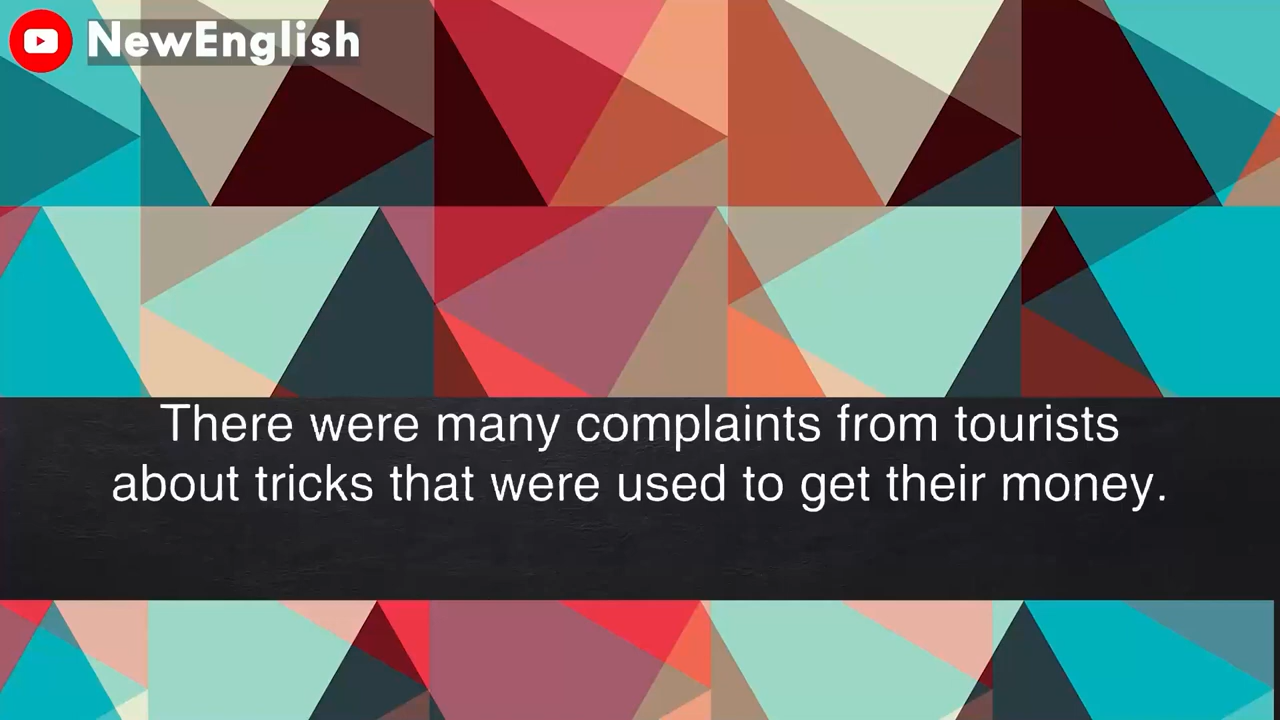 NewEnglish
There were many complaints from tourists
about tricks that were used to get their money.